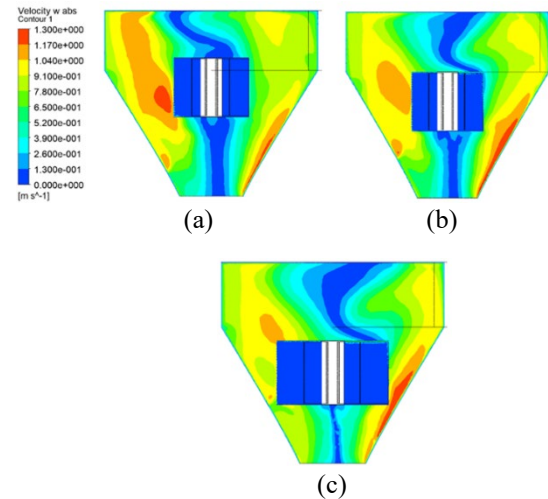 Velocity w abs
Contour 1
1.300e+000
1.170e+000
1.040e+000
9.100e-001
7.800e-001
6.500e-001
5.200e-001
3.900e-001
2.600e-001
1.300e-001
0.000e+000
[m s^-1]
(a)
(b)
(c)